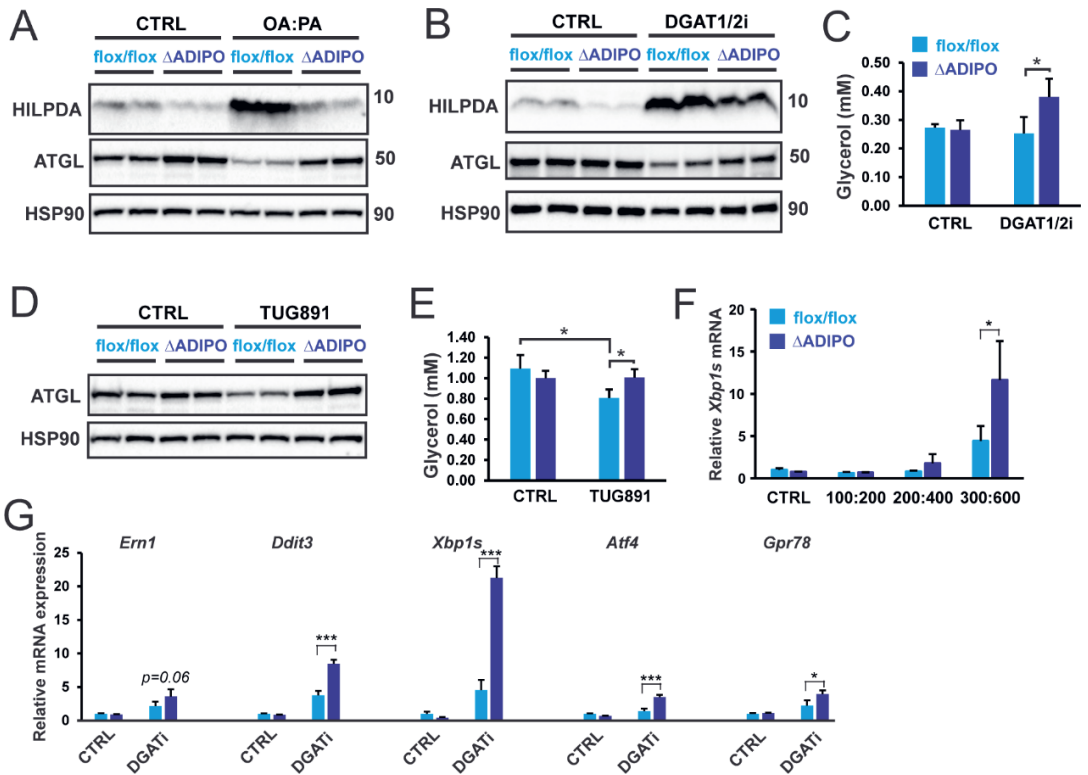 A
CTRL OA:PA
flox/flox ΔADIPO flox/flox ΔADIPO
HILPDA 10
ATGL 50
HSP90 90
B
CTRL DGAT1/2i
flox/flox ΔADIPO flox/flox ΔADIPO
HILPDA 10
ATGL 50
HSP90 90
C
flox/flox
ΔADIPO
Glycerol (mM)
0.50
0.40
0.30
0.20
0.10
0.00
*
CTRL DGAT1/2i
D
CTRL TUG891
flox/flox ΔADIPO flox/flox ΔADIPO
ATGL
HSP90
E
Glycerol (mM)
1.40
1.20
1.00
0.80
0.60
0.40
0.20
0.00
*
*
CTRL TUG891
F
flox/flox
ΔADIPO
Relative Xbp1s mRNA
20
15
10
5
0
*
CTRL 100:200 200:400 300:600
G
Ern1 Ddit3 Xbp1s Atf4 Gpr78
Relative mRNA expression
25
20
15
10
5
0
p=0.06 *** *** *** *
CTRL DGATi CTRL DGATi CTRL DGATi CTRL DGATi CTRL DGATi